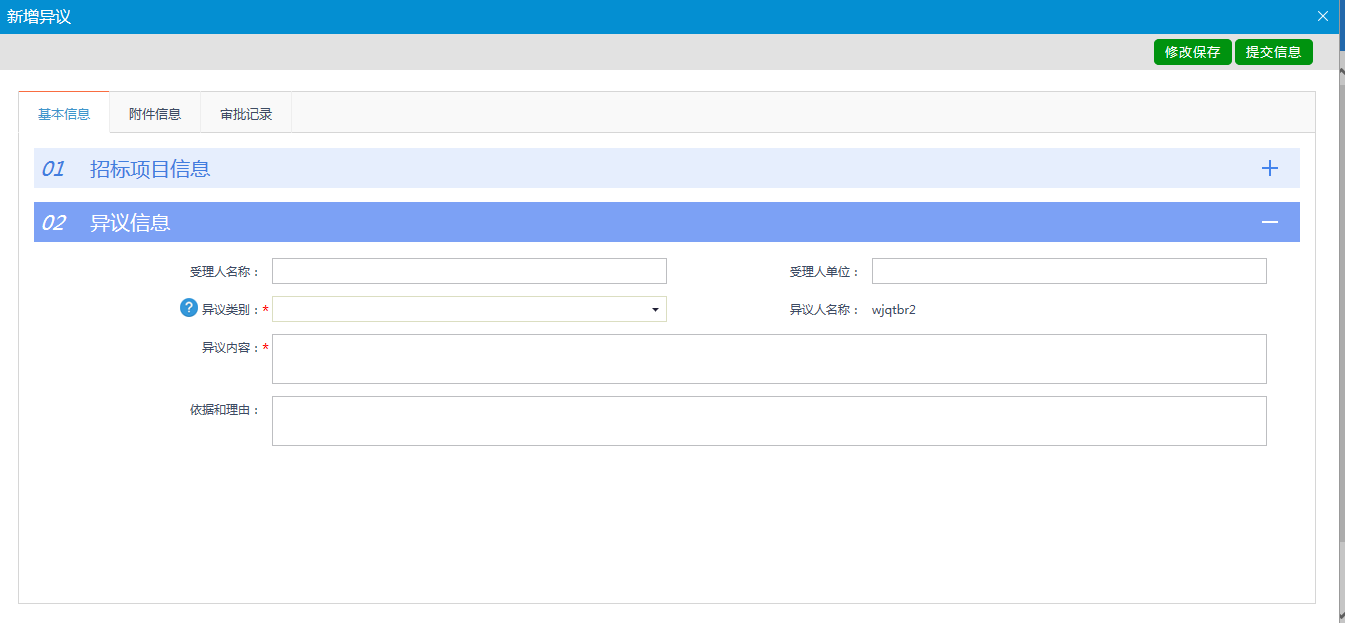 新增异议
修改保存 提交信息
基本信息 附件信息 审批记录
01 招标项目信息
02 异议信息
受理人名称： 受理人单位：
? 异议类别：* 异议人名称： wjqtbr2
异议内容：*
依据和理由：